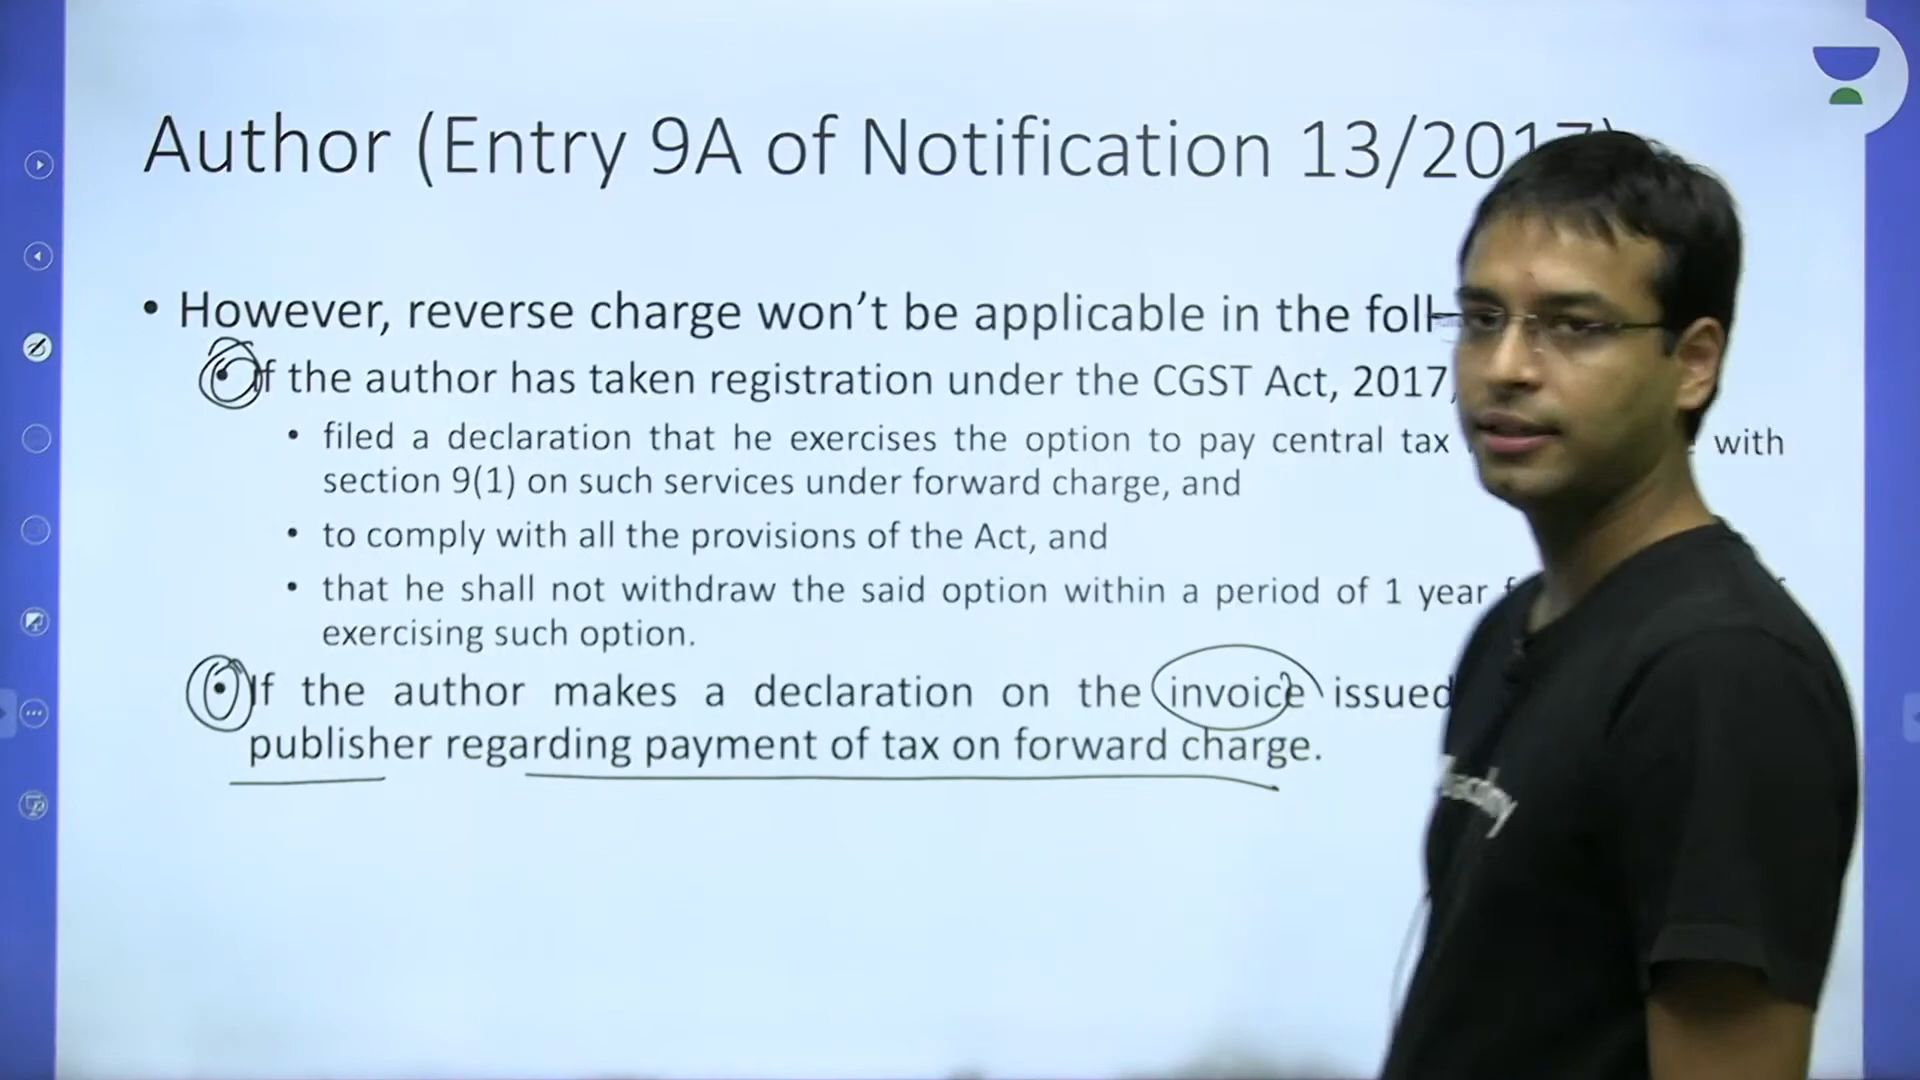 Author (Entry 9A of Notification 13/2017)
• However, reverse charge won’t be applicable in the
• If the author has taken registration under the CGST Act, 2017,
• filed a declaration that he exercises the option to pay central tax with
section 9(1) on such services under forward charge, and
• to comply with all the provisions of the Act, and
• that he shall not withdraw the said option within a period of 1 year
exercising such option.
• If the author makes a declaration on the invoice issued
publisher regarding payment of tax on forward charge.